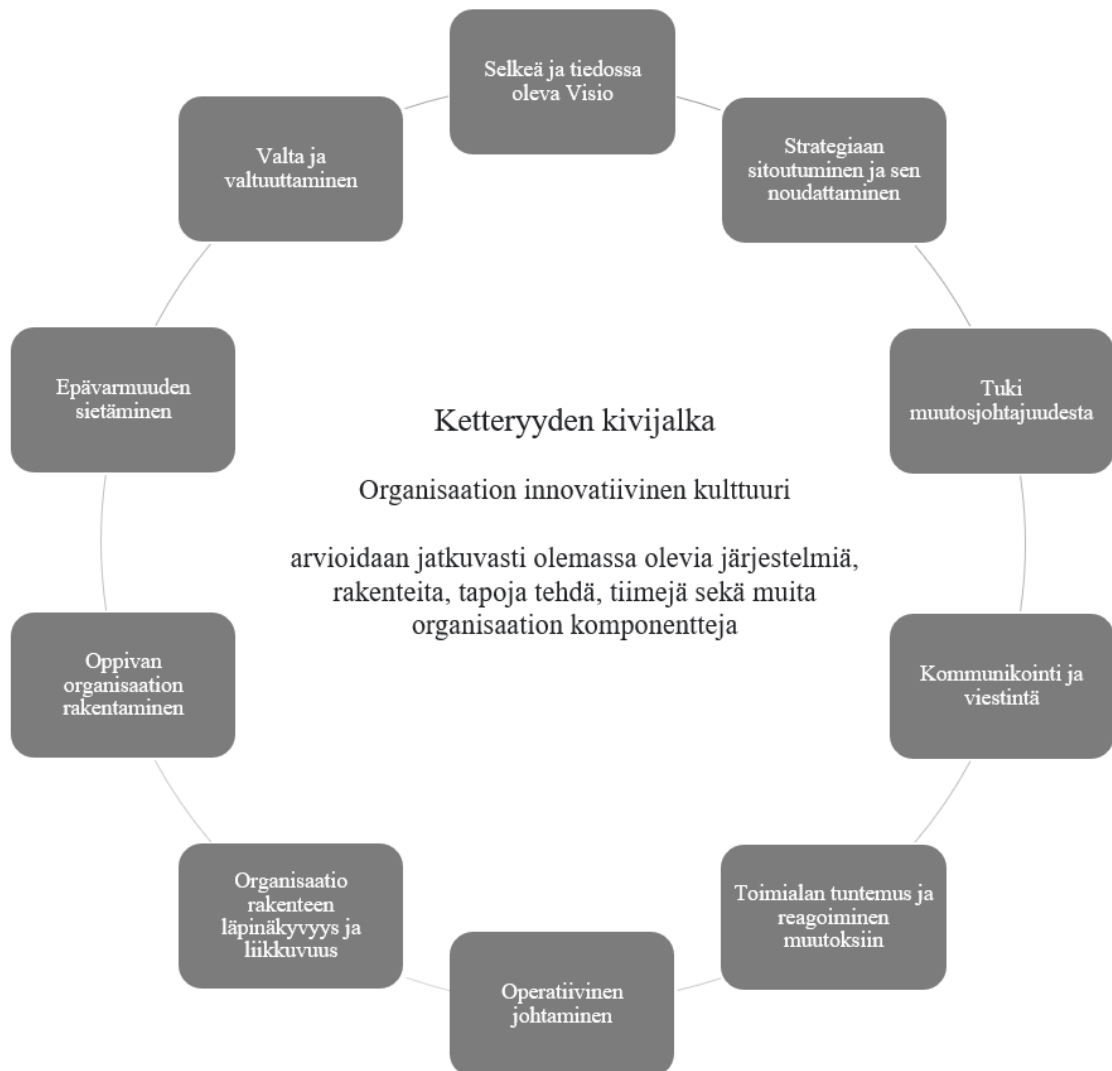 Selkeä ja tiedossa
oleva Visio
Strategiaan
sitoutuminen ja sen
noudattaminen
Tuki
muutosjohtajuudesta
Kommunikointi ja
viestintä
Toimialan tuntemus ja
reagoiminen
muutoksiin
Operatiivinen
johtaminen
Organisaatio
rakenteen
läpinäkyvyys ja
liikkuvuus
Oppivan
organisaation
rakentaminen
Epävarmuuden
sietäminen
Valta ja
valtuuttaminen
Ketteryyden kivijalka
Organisaation innovatiivinen kulttuuri
arvioidaan jatkuvasti olemassa olevia järjestelmiä,
rakenteita, tapoja tehdä, tiimejä sekä muita
organisaation komponentteja